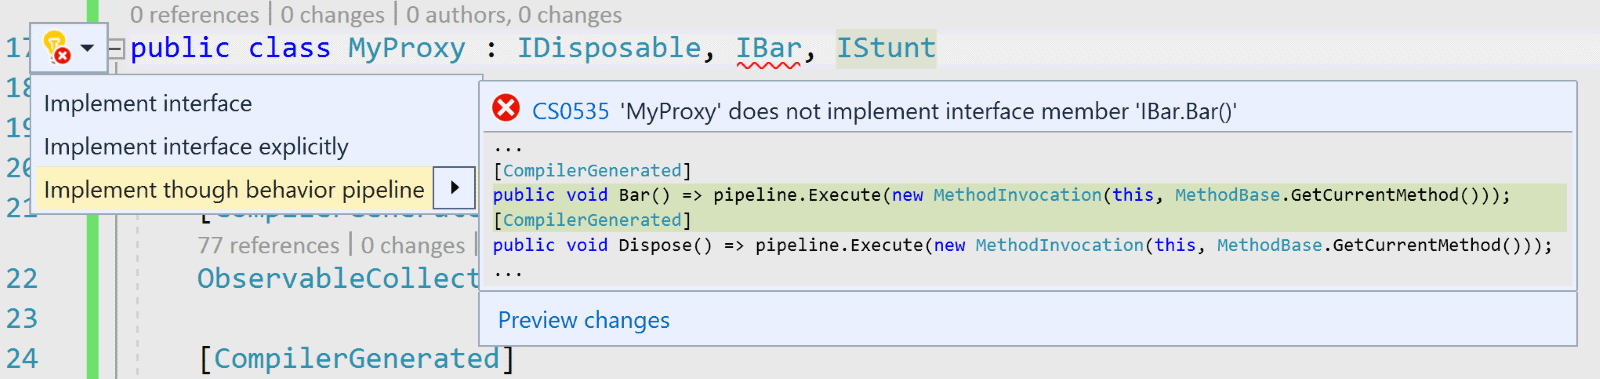 0 references | 0 changes | 0 authors, 0 changes
17 public class MyProxy : IDisposable, IBar, IStunt
18
Implement interface
19
Implement interface explicitly
20
Implement though behavior pipeline
21
CS0535 'MyProxy' does not implement interface member 'IBar.Bar()'
...
[CompilerGenerated]
public void Bar() => pipeline.Execute(new MethodInvocation(this, MethodBase.GetCurrentMethod()));
[CompilerGenerated]
public void Dispose() => pipeline.Execute(new MethodInvocation(this, MethodBase.GetCurrentMethod()));
...
Preview changes
77 references | 0 changes |
22 ObservableCollect
23
24 [CompilerGenerated]